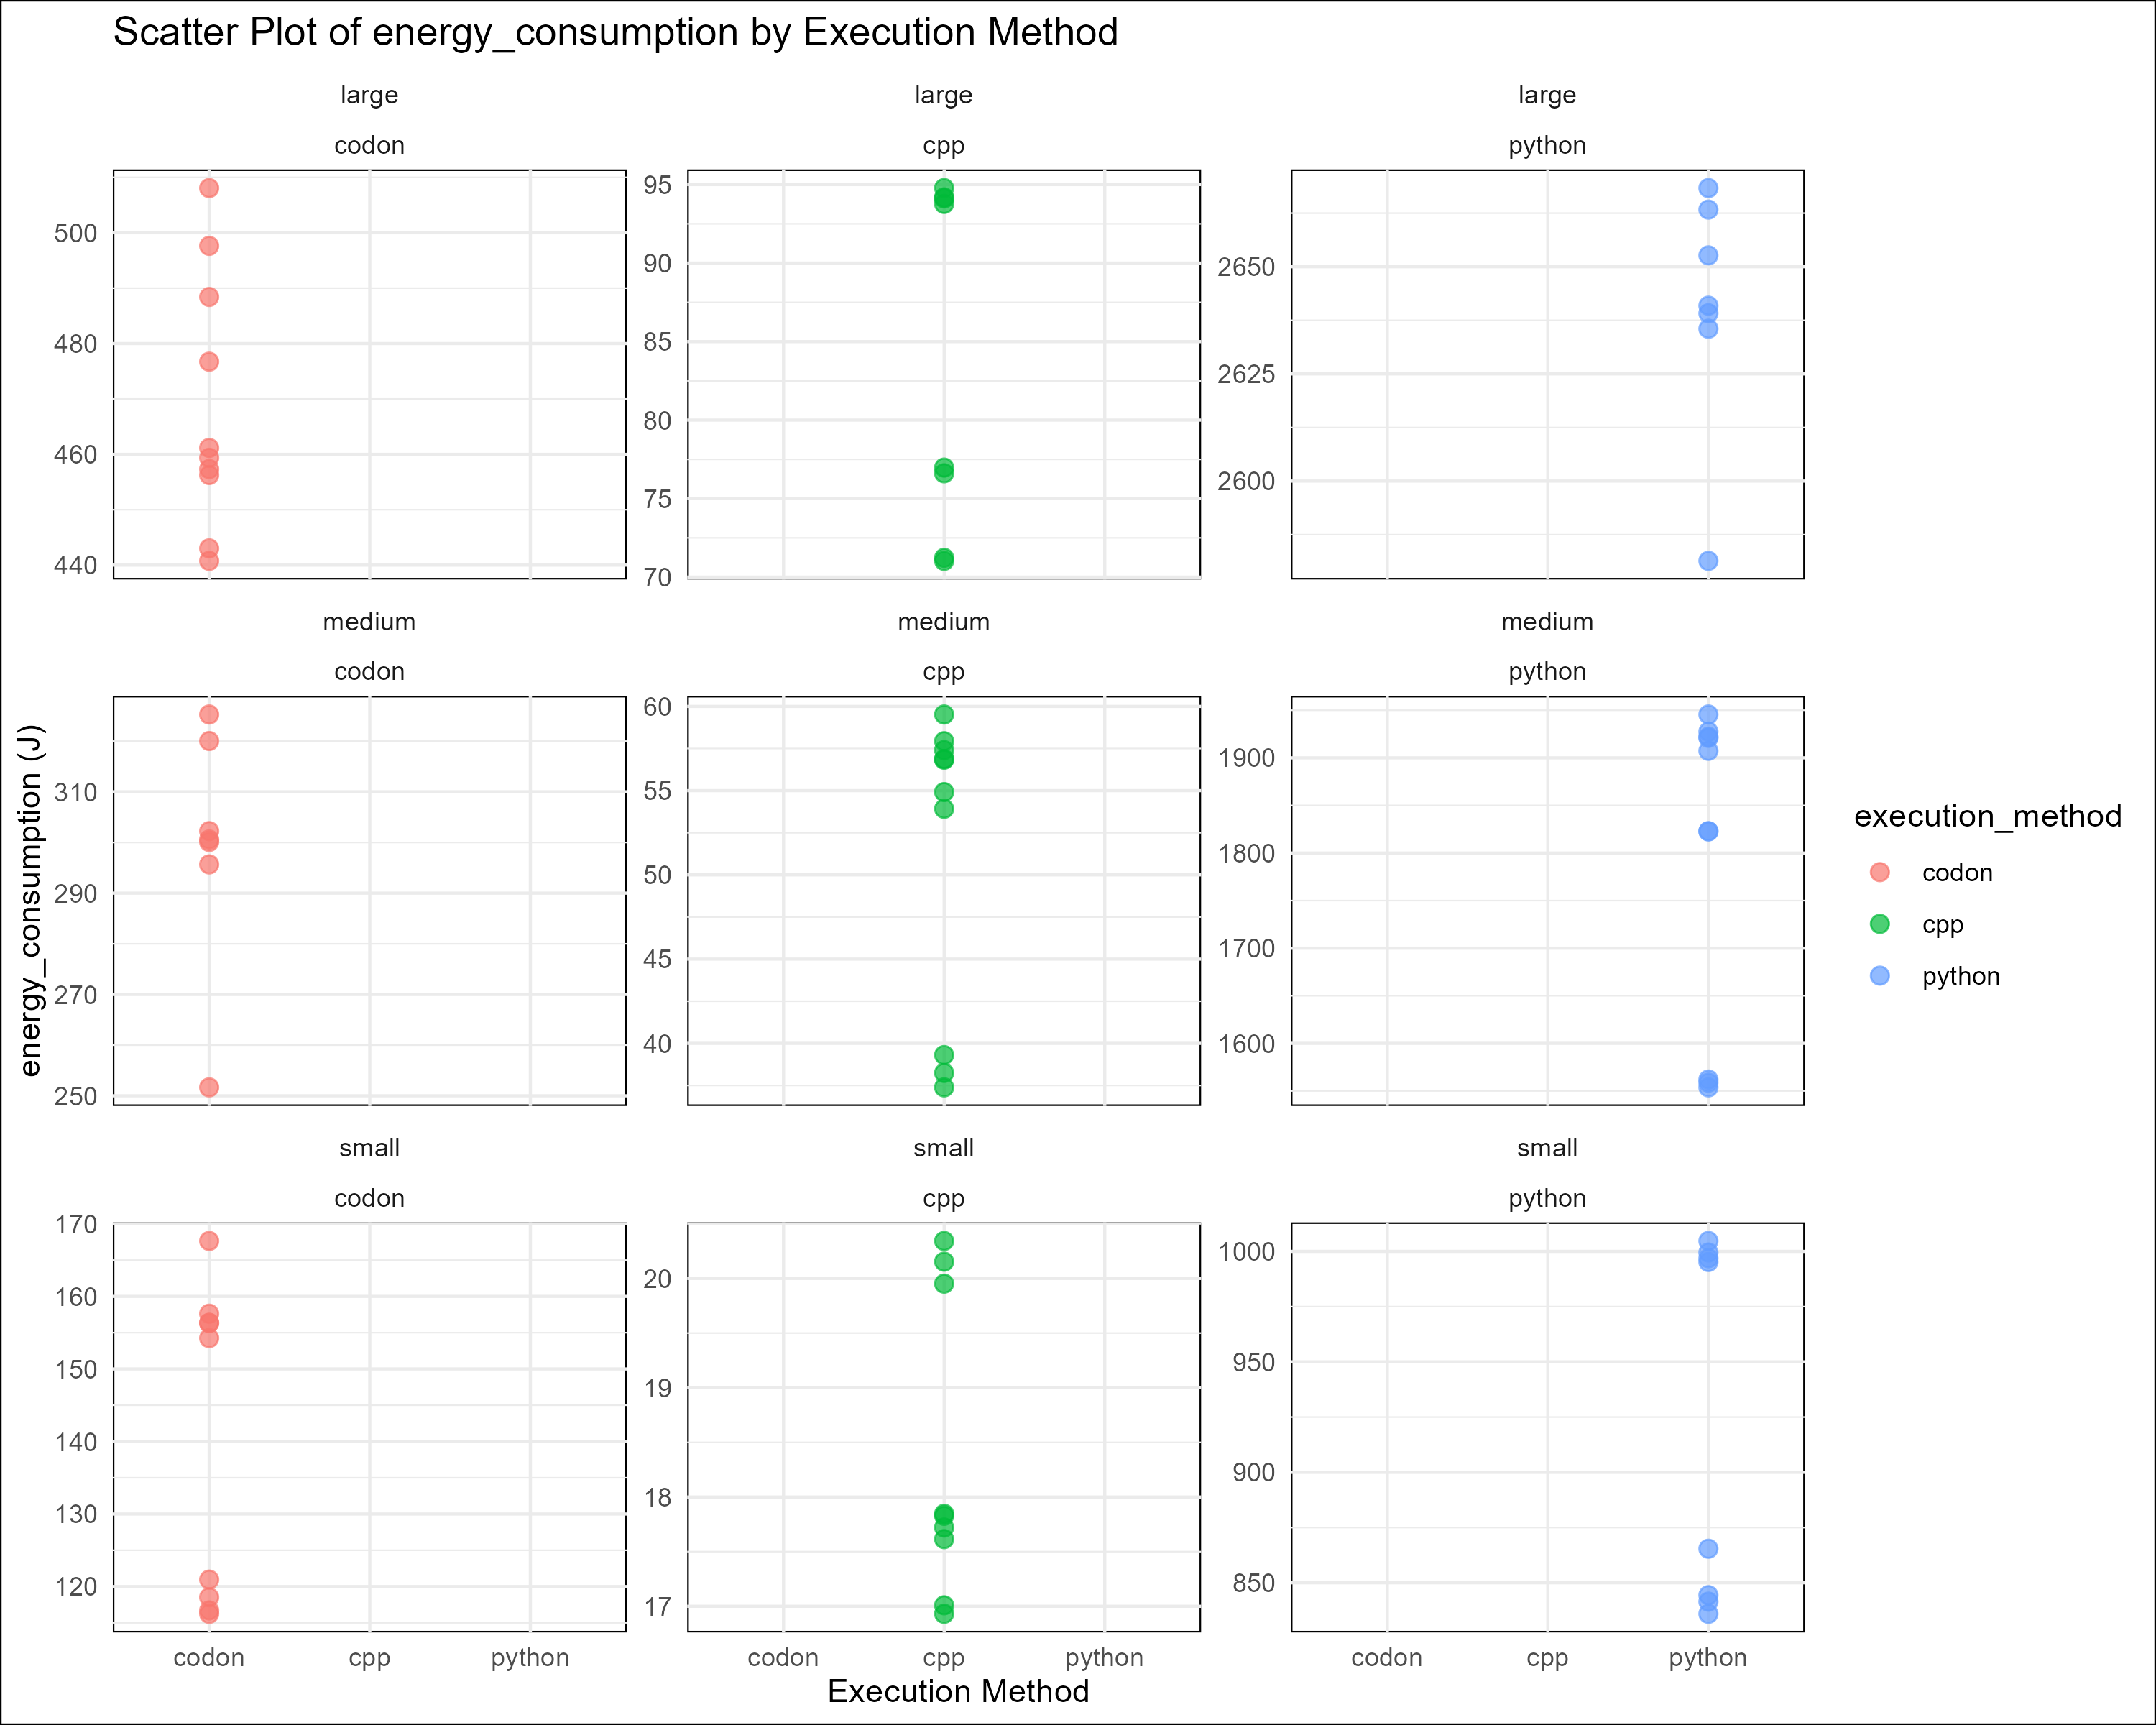 Scatter Plot of energy_consumption by Execution Method
large
codon
500
480
460
440
large
cpp
95
90
85
80
75
70
large
python
2650
2625
2600
medium
codon
310
290
270
250
medium
cpp
60
55
50
45
40
medium
python
1900
1800
1700
1600
small
codon
170
160
150
140
130
120
codon cpp python
small
cpp
20
19
18
17
codon cpp python
small
python
1000
950
900
850
codon cpp python
energy_consumption (J)
Execution Method
execution_method
codon
cpp
python